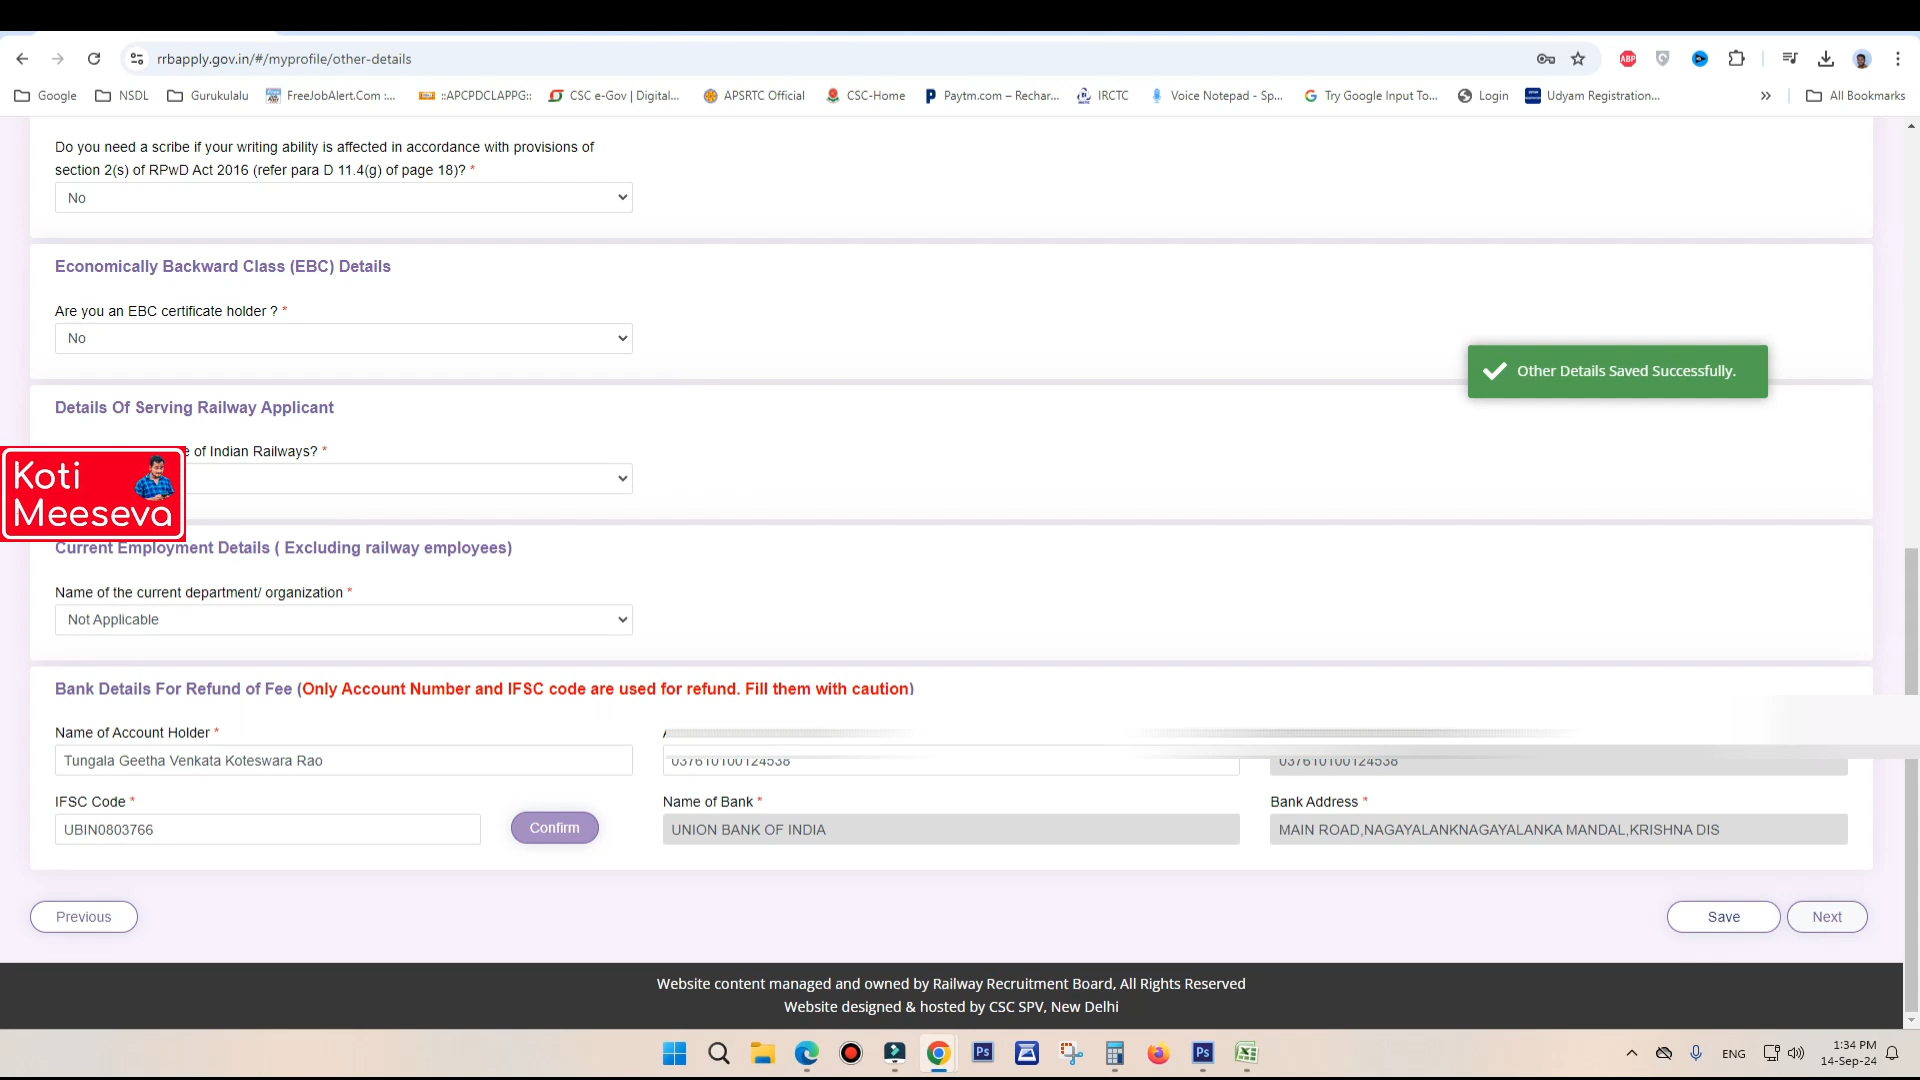 rrbapply.gov.in/#/myprofile/other-details
Google NSDL Gurukulalu FreeJobAlert.Com :... ::APCPDCLAPPG:: CSC e-Gov | Digital... APSRTC Official CSC-Home Paytm.com – Rechar... IRCTC Voice Notepad - Sp... Try Google Input To... Login Udyam Registration... » All Bookmarks
Do you need a scribe if your writing ability is affected in accordance with provisions of
section 2(s) of RPwD Act 2016 (refer para D 11.4(g) of page 18)? *
No
Economically Backward Class (EBC) Details
Are you an EBC certificate holder ? *
No
Other Details Saved Successfully.
Details Of Serving Railway Applicant
e of Indian Railways? *
Koti
Meeseva
Current Employment Details ( Excluding railway employees)
Name of the current department/ organization *
Not Applicable
Bank Details For Refund of Fee (Only Account Number and IFSC code are used for refund. Fill them with caution)
Name of Account Holder *
Tungala Geetha Venkata Koteswara Rao
IFSC Code * Name of Bank * Bank Address *
UBIN0803766 Confirm UNION BANK OF INDIA MAIN ROAD,NAGAYALANKNAGAYALANKA MANDAL,KRISHNA DIS
Previous Save Next
Website content managed and owned by Railway Recruitment Board, All Rights Reserved
Website designed & hosted by CSC SPV, New Delhi
ENG 1:34 PM
14-Sep-24